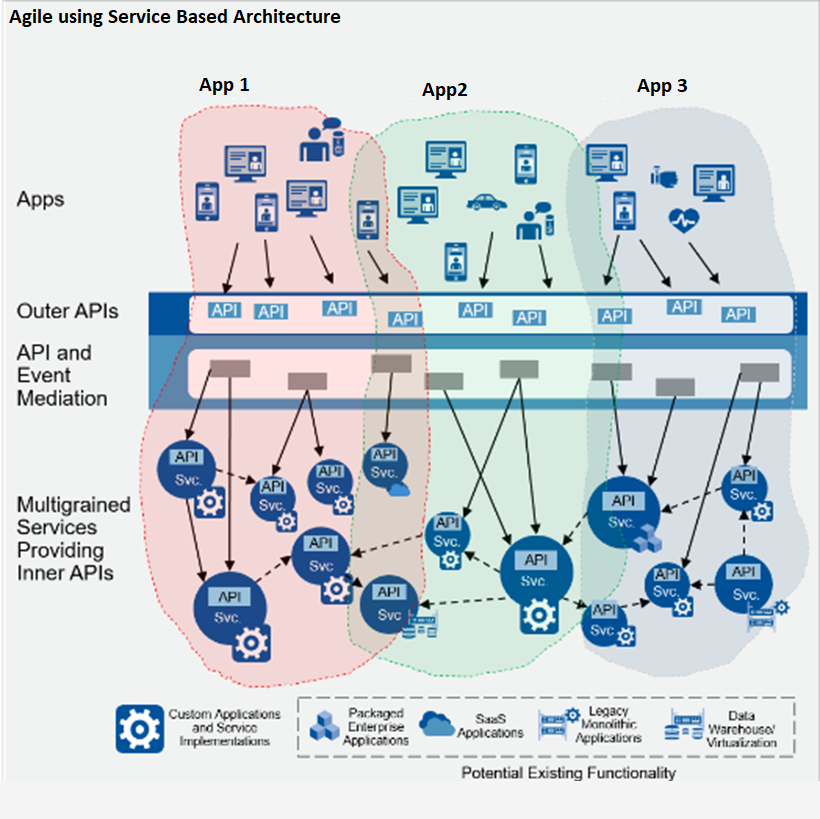 Agile using Service Based Architecture
App 1
App2
App 3
Apps
Outer APIs
API
API
API
API
API
API
API
API
API
API and
Event
Mediation
Multigrained
Services
Providing
Inner APIs
API
Svc.
API
Svc.
API
Svc.
API
Svc.
API
Svc.
API
Svc
API
Svc
API
Svc.
API
Svc.
API
Svc.
API
Svc.
API
Svc.
API
Svc.
API
Svc.
Custom Applications
and Service
Implementations
Packaged
Enterprise
Applications
SaaS
Applications
Legacy
Monolithic
Applications
Data
Warehouse/
Virtualization
Potential Existing Functionality